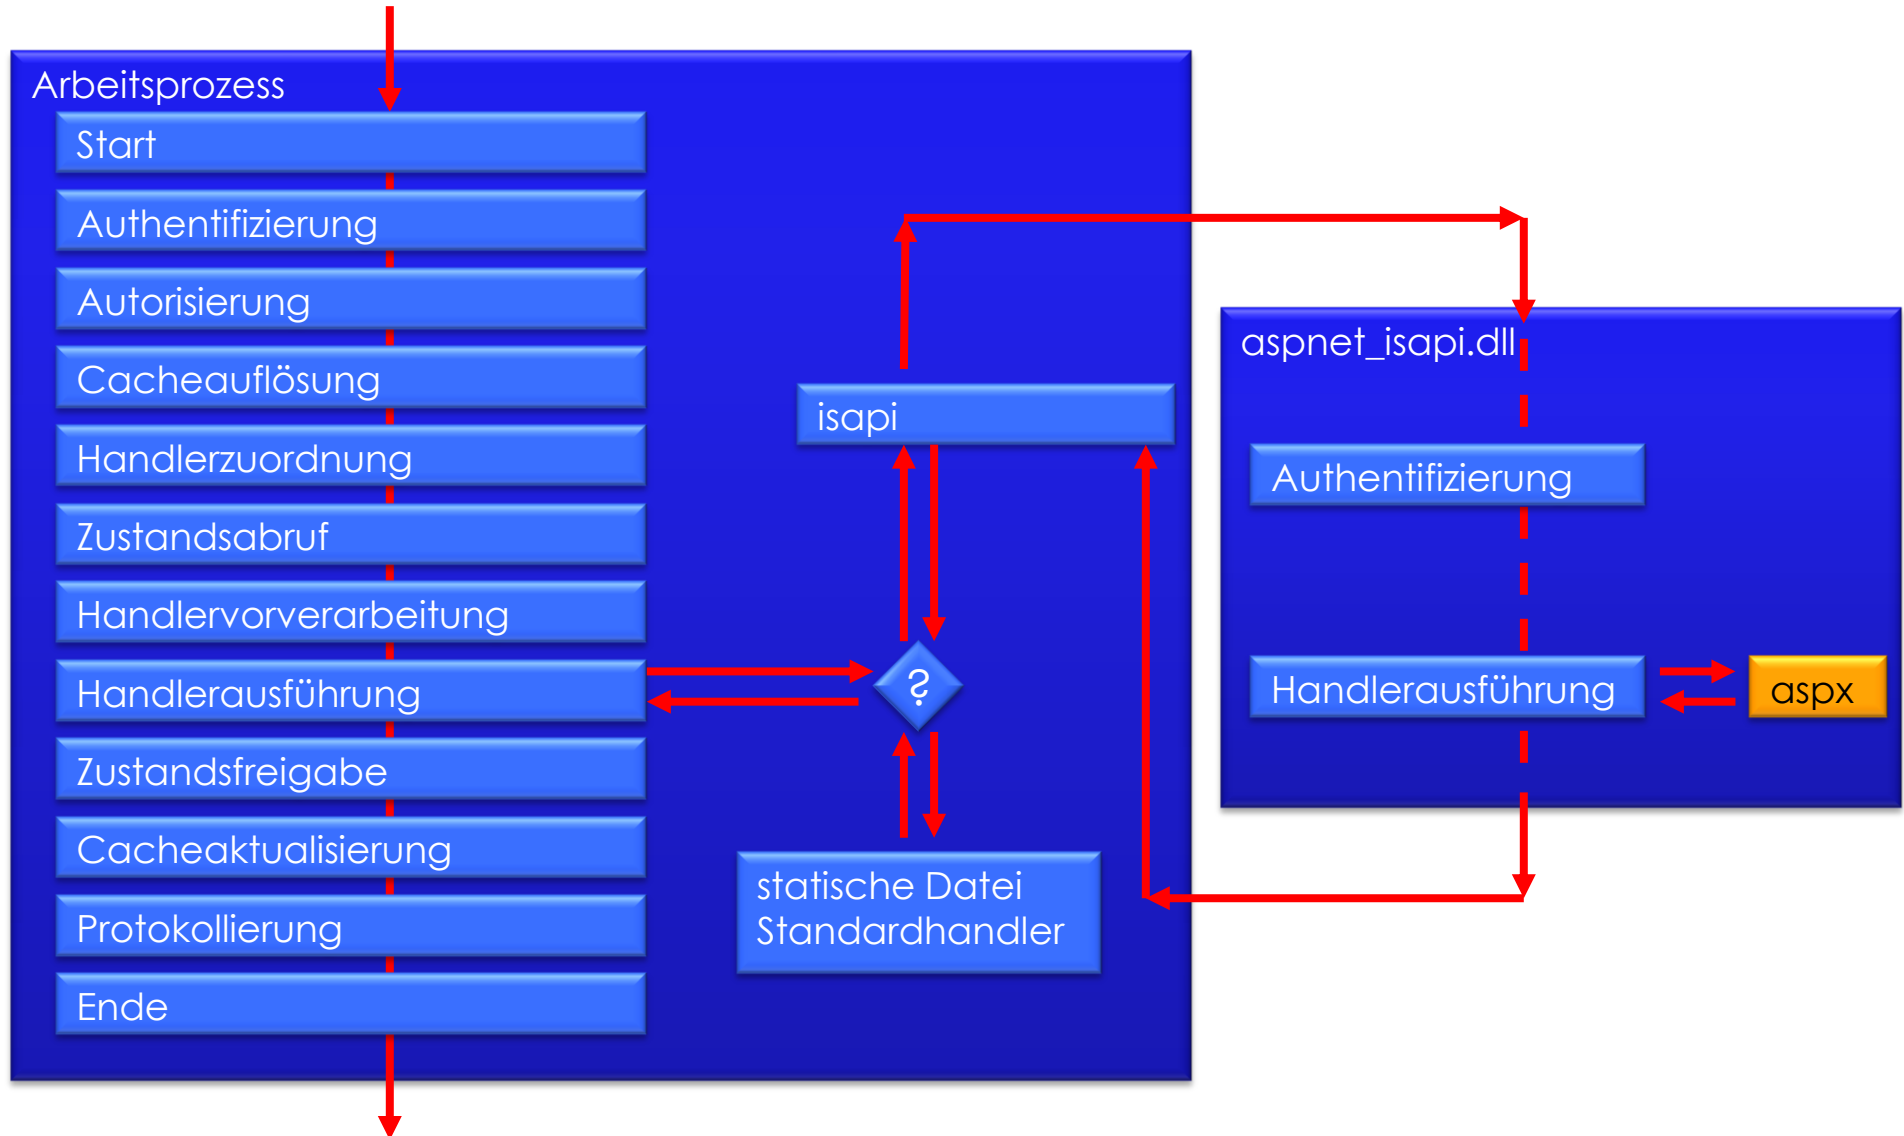 Arbeitsprozess
Start
Authentifizierung
Autorisierung
Cacheauflösung
Handlerzuordnung
Zustandsabruf
Handlervorverarbeitung
Handlerausführung
Zustandsfreigabe
Cacheaktualisierung
Protokollierung
Ende
isapi
?
statische Datei
Standardhandler
aspnet_isapi.dll
Authentifizierung
Handlerausführung
aspx